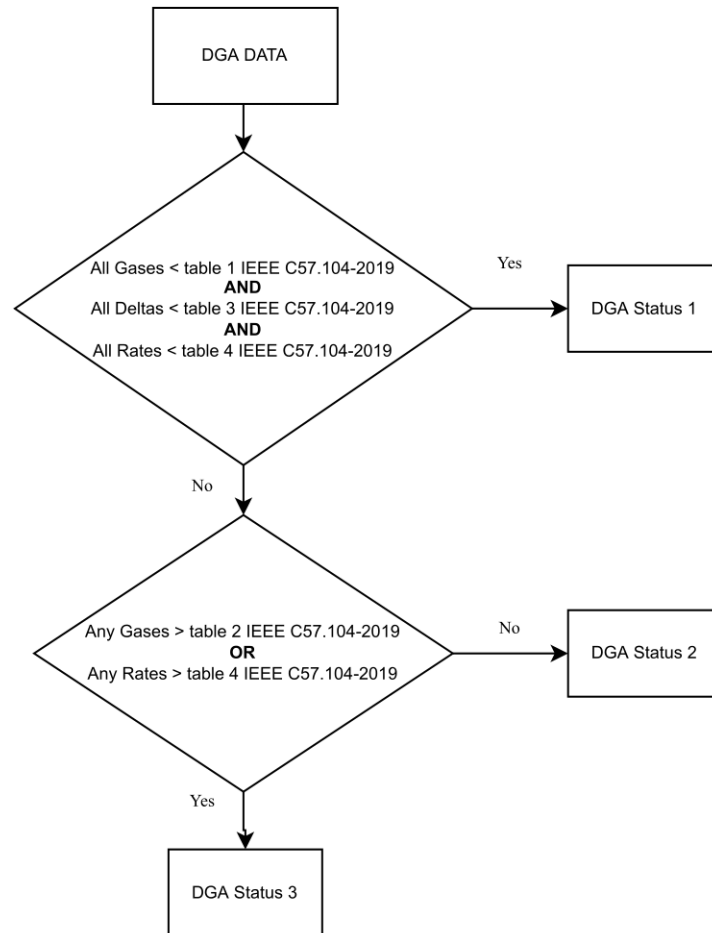 DGA DATA
All Gases < table 1 IEEE C57.104-2019
AND
All Deltas < table 3 IEEE C57.104-2019
AND
All Rates < table 4 IEEE C57.104-2019
Yes
DGA Status 1
No
Any Gases > table 2 IEEE C57.104-2019
OR
Any Rates > table 4 IEEE C57.104-2019
No
DGA Status 2
Yes
DGA Status 3